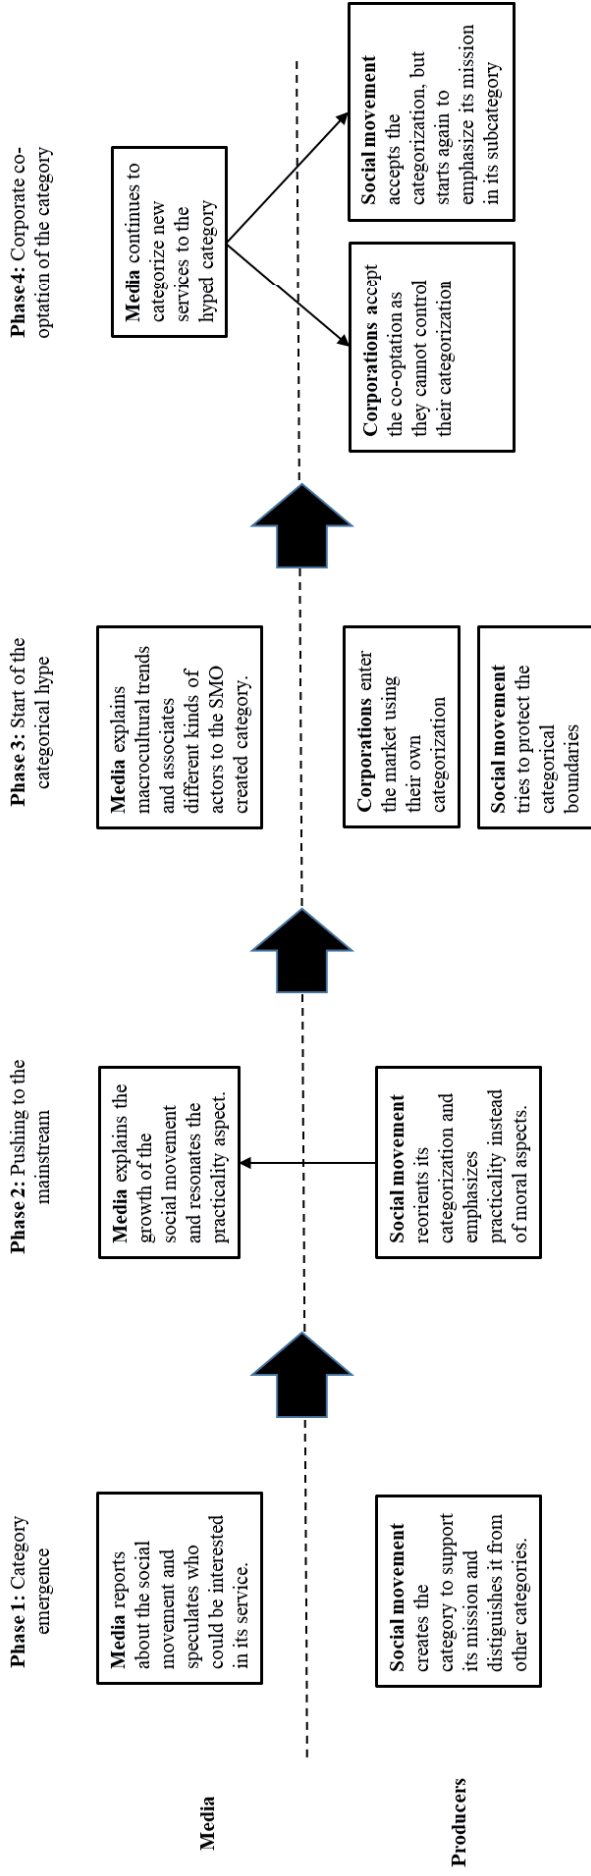 Phase 1: Category
emergence
Phase 2: Pushing to the
mainstream
Phase 3: Start of the
categorical hype
Phase 4: Corporate co-
optation of the category
Media
Media reports
about the social
movement and
speculates who
could be interested
in its service.
Media explains the
growth of the
social movement
and resonates the
practicality aspect.
Media explains
macrocultural trends
and associates
different kinds of
actors to the SMO
created category.
Media continues to
categorize new
services to the
hyped category
Producers
Social movement
creates the
category to support
its mission and
distiguishes it from
other categories.
Social movement
reorients its
categorization and
emphasizes
practicality instead
of moral aspects.
Corporations enter
the market using
their own
categorization
Social movement
tries to protect the
categorical
boundaries
Corporations accept
the co-optation as
they cannot control
their categorization
Social movement
accepts the
categorization, but
starts again to
emphasize its mission
in its subcategory